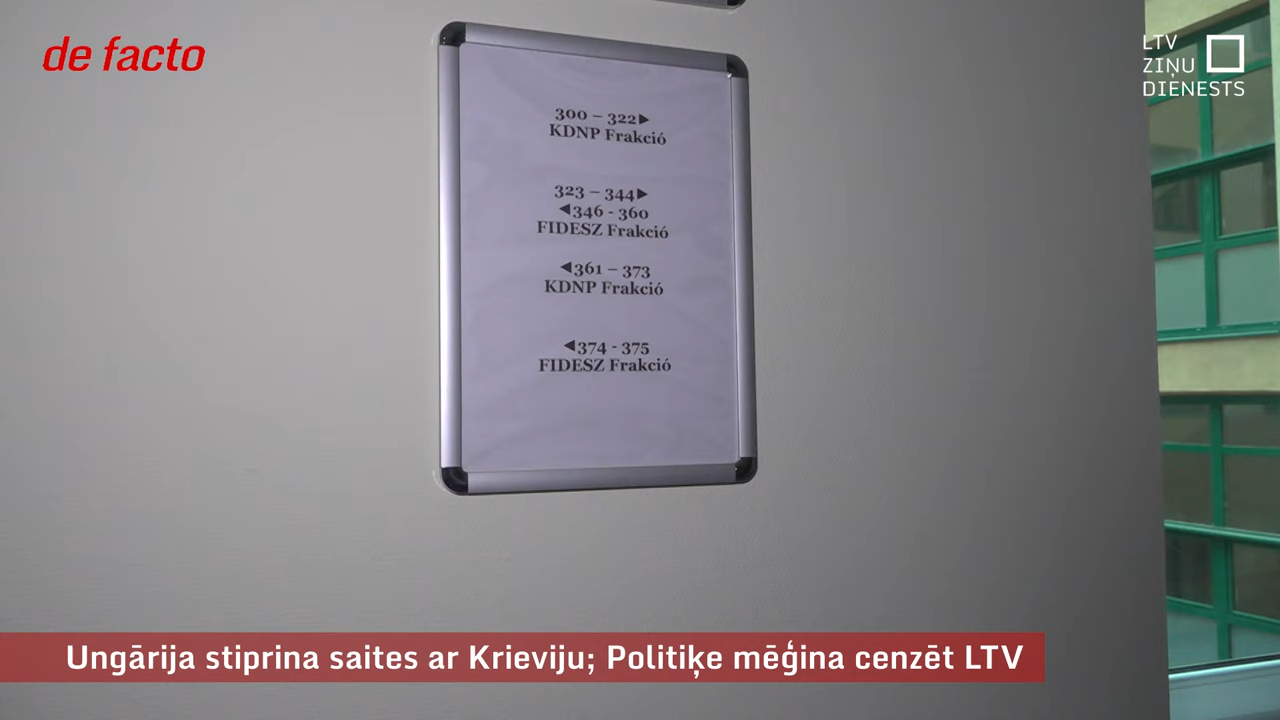 de facto
LTV
ZIŅU
DIENESTS
300 – 322▶
KDNP Frakció
323 – 344▶
◀346 - 360
FIDESZ Frakció
◀361 – 373
KDNP Frakció
◀374 - 375
FIDESZ Frakció
Ungārija stiprina saites ar Krieviju; Politiķe mēģina cenzēt LTV